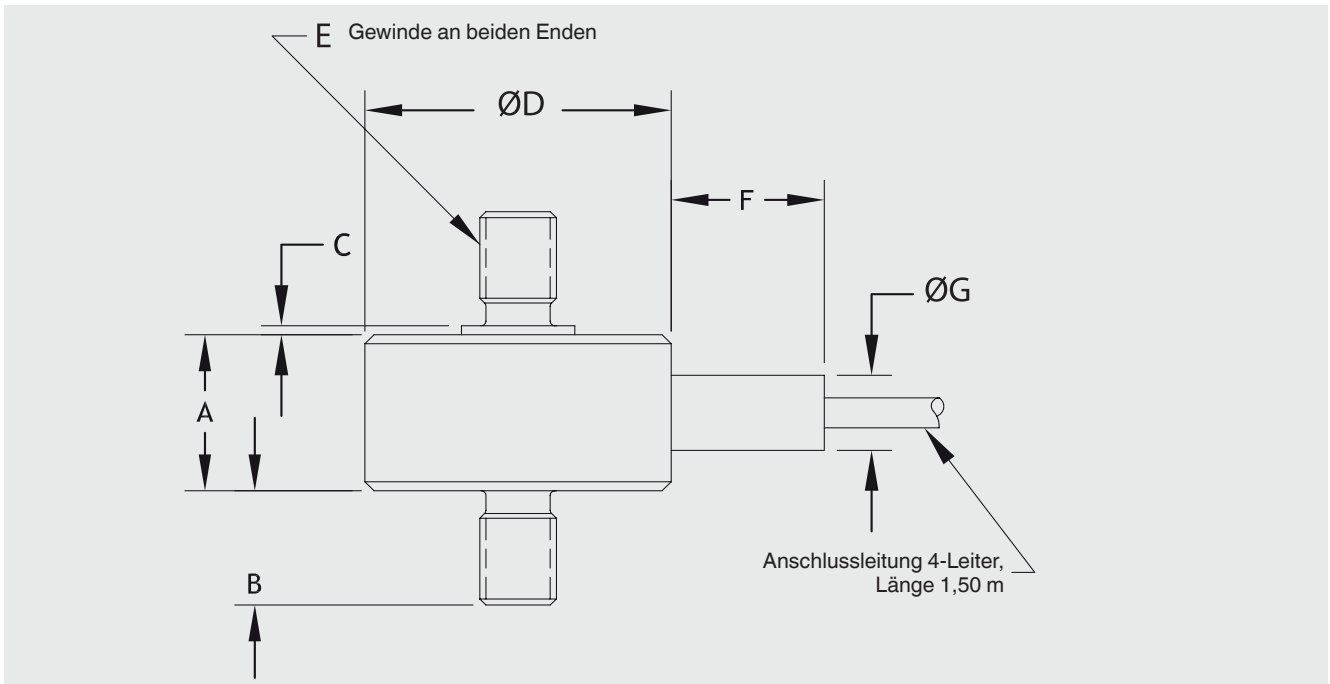 E Gewinde an beiden Enden
ØD
F
C
ØG
A
Anschlussleitung 4-Leiter,
Länge 1,50 m
B